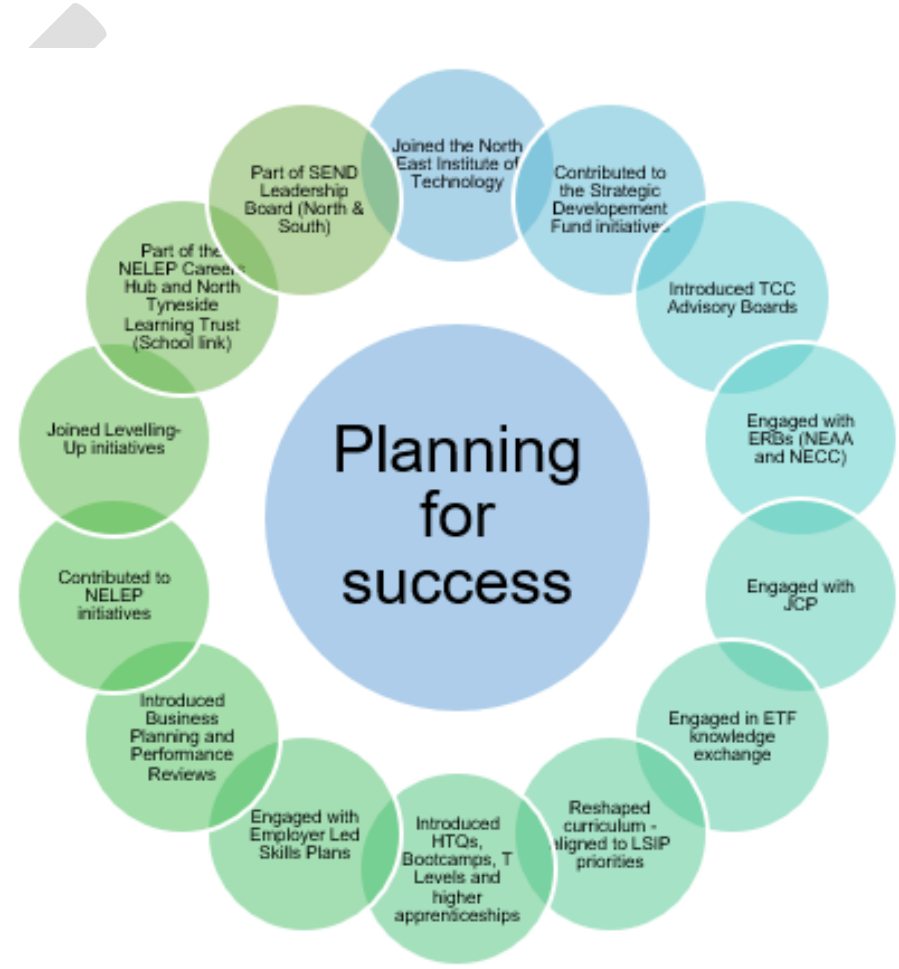 Joined the North
East Institute of
Technology
Contributed to
the Strategic
Developement
Fund initiatives
Introduced TCC
Advisory Boards
Engaged with
ERBs (NEAA
and NECC)
Engaged with
JCP
Engaged in ETF
knowledge
exchange
Reshaped
curriculum -
aligned to LSIP
priorities
Introduced
HTQs,
Bootcamps, T
Levels and
higher
apprenticeships
Engaged with
Employer Led
Skills Plans
Introduced
Business
Planning and
Performance
Reviews
Contributed to
NELEP
initiatives
Joined Levelling-
Up initiatives
Part of the
NELEP Careers
Hub and North
Tyneside
Learning Trust
(School link)
Part of SEND
Leadership
Board (North &
South)
Planning
for
success